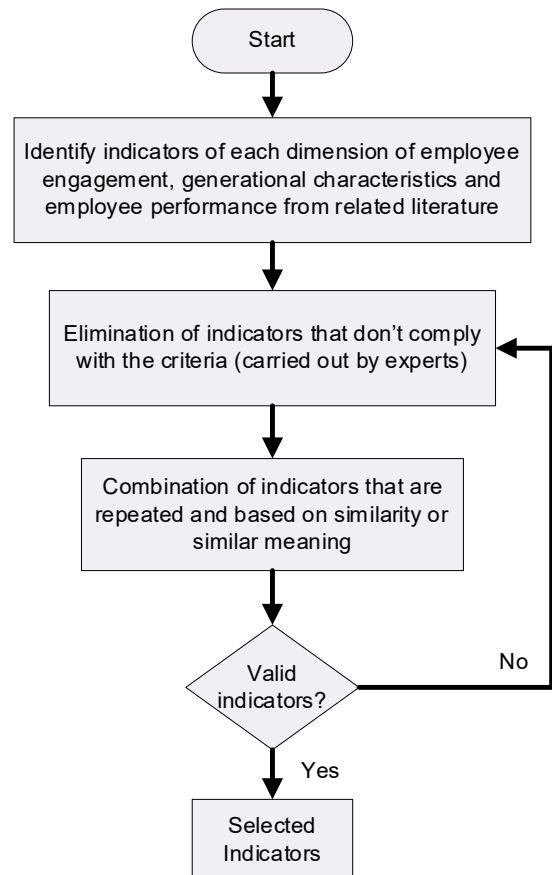 Start
Identify indicators of each dimension of employee
engagement, generational characteristics and
employee performance from related literature
Elimination of indicators that don’t comply
with the criteria (carried out by experts)
Combination of indicators that are
repeated and based on similarity or
similar meaning
Valid
indicators?
No
Yes
Selected
Indicators